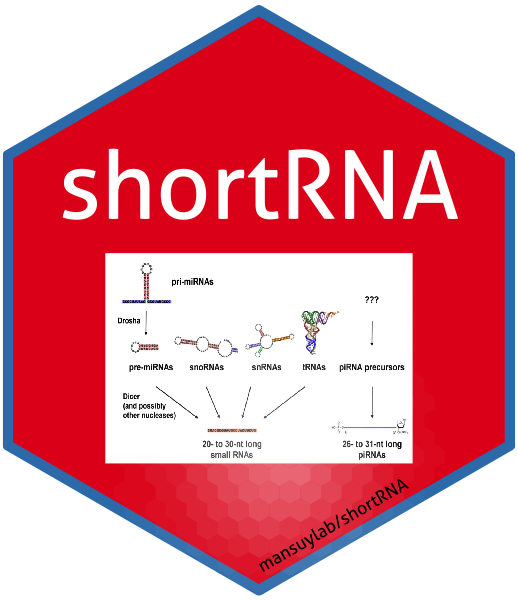 shortRNA
pri-miRNAs
???
Drosha
pre-miRNAs
snoRNAs
snRNAs
tRNAs
piRNA precursors
Dicer
(and possibly
other nucleases)
20- to 30-nt long
small RNAs
26- to 31-nt long
piRNAs
mansuylab/shortRNA